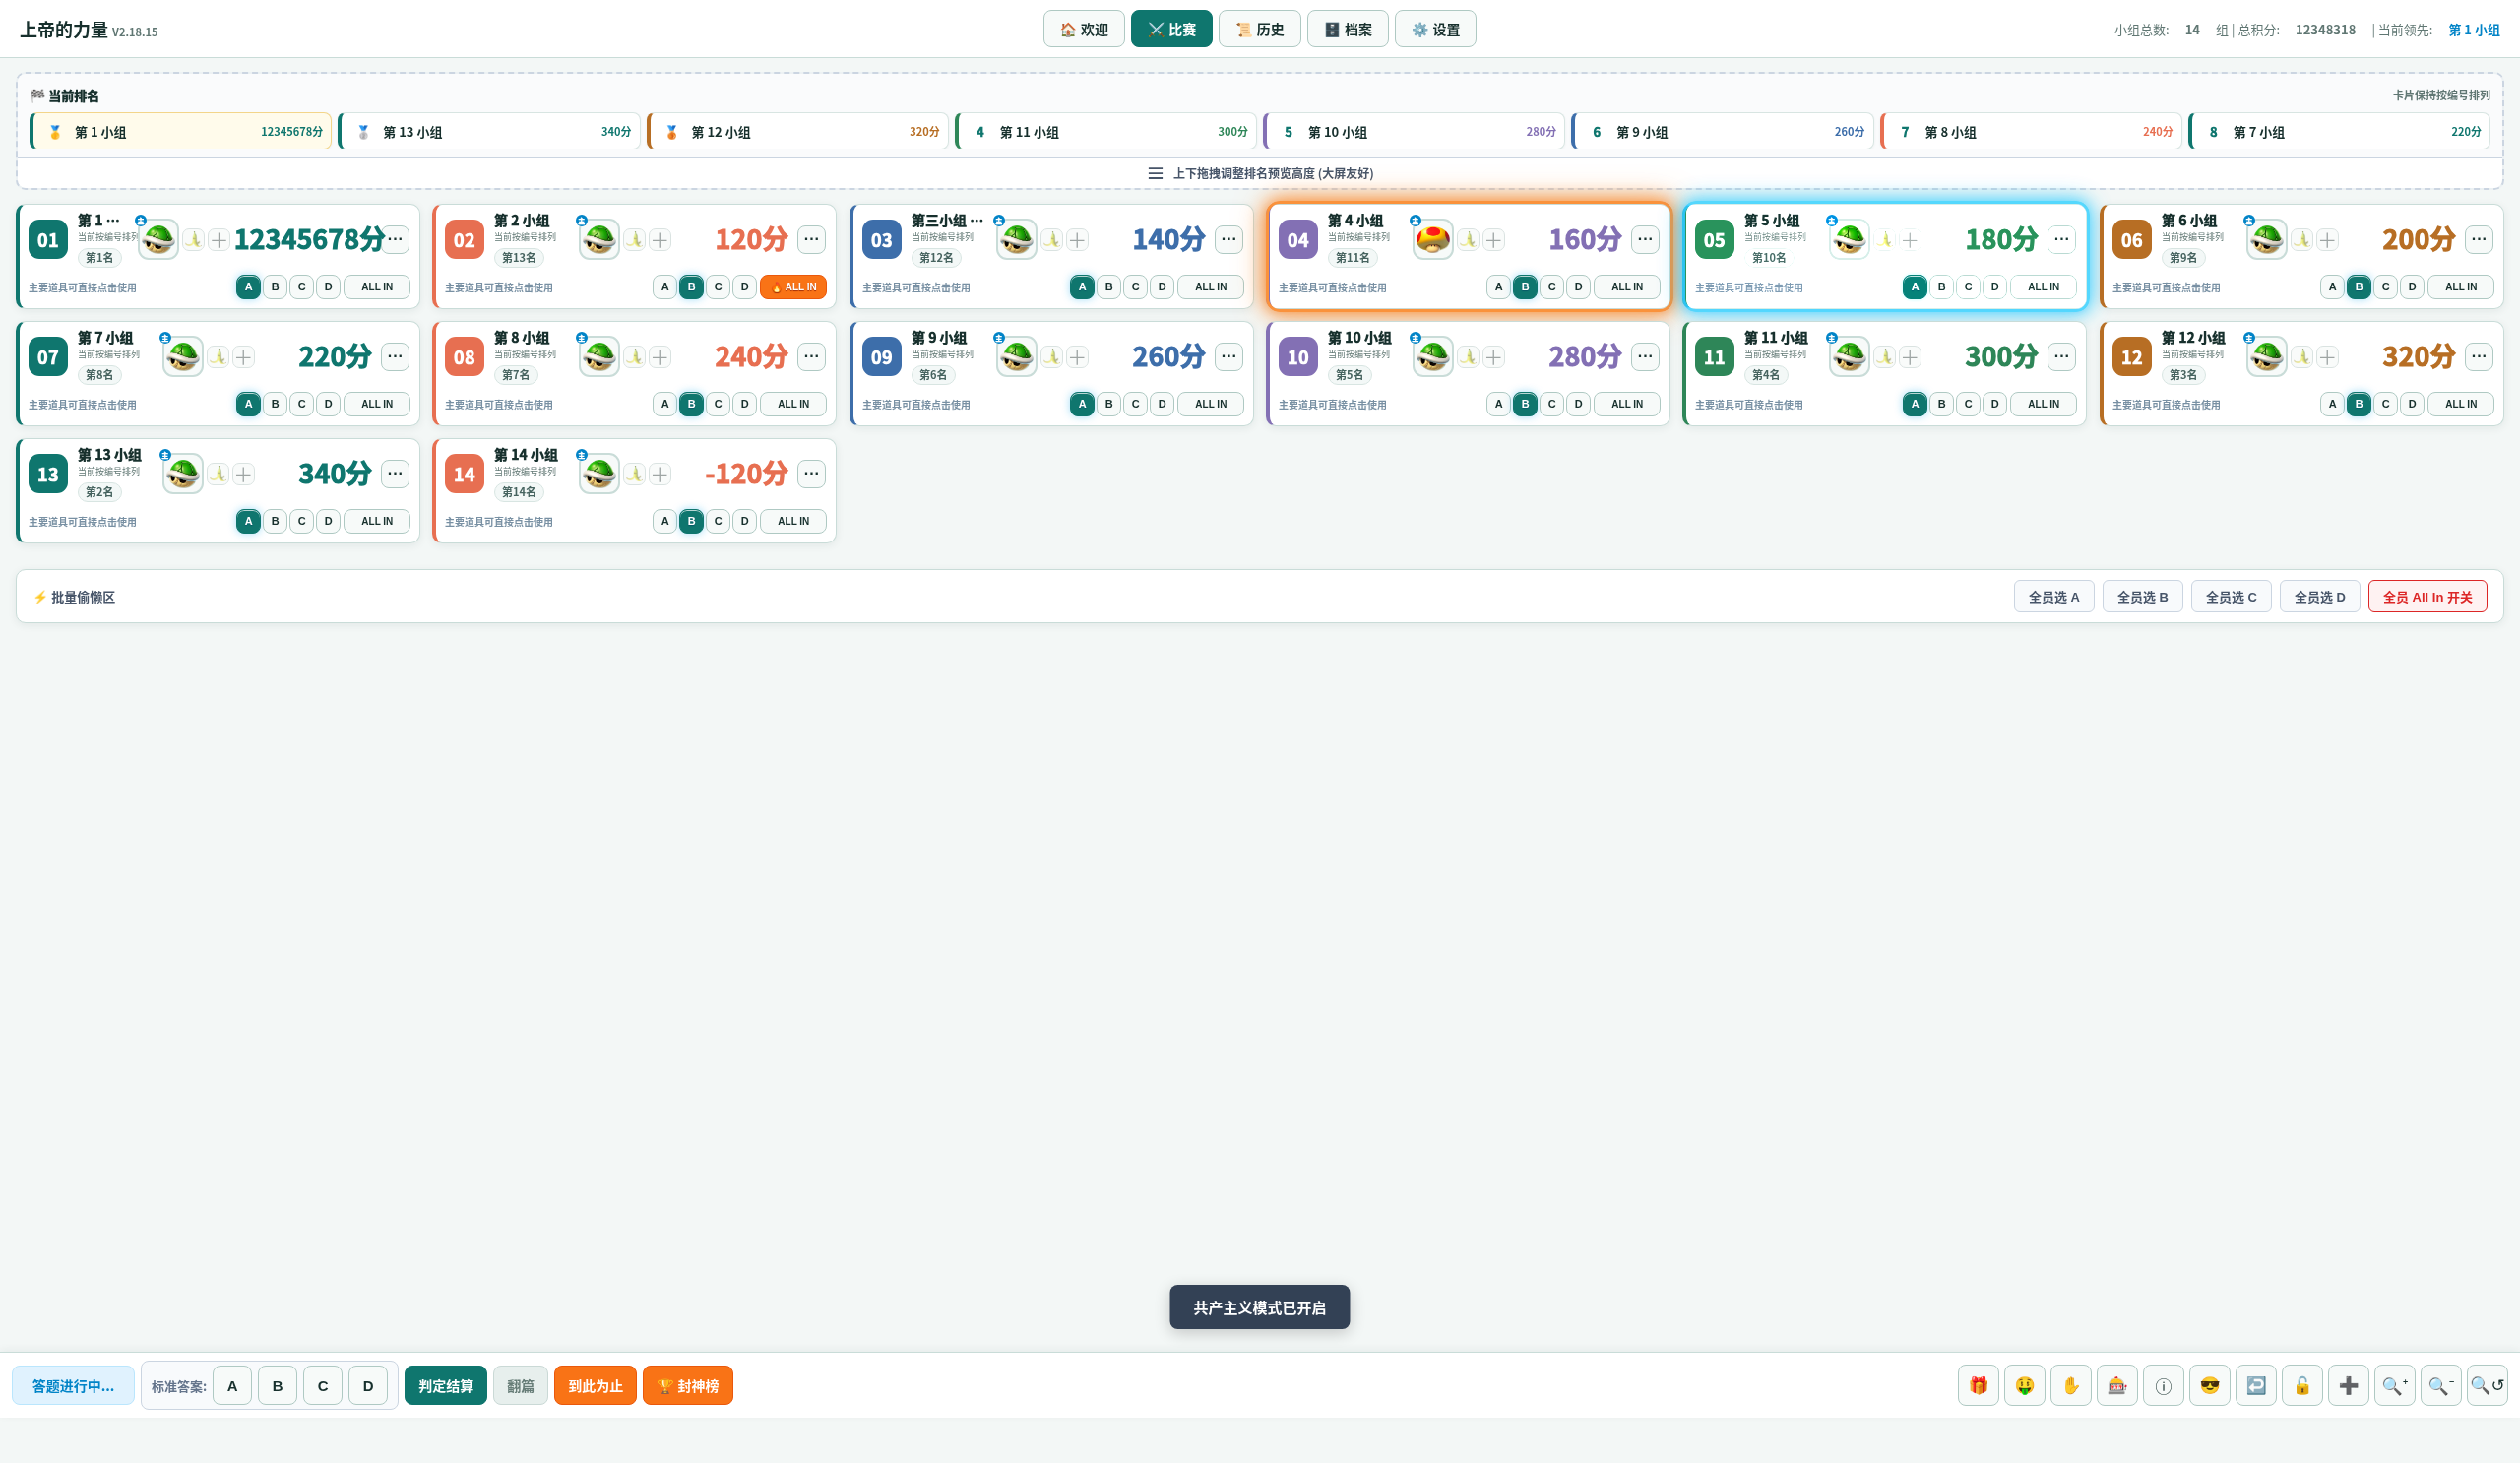 上帝的力量 V2.18.15
🏠 欢迎 ⚔️ 比赛 📜 历史 🗄️ 档案 ⚙️ 设置
小组总数: 14 组 | 总积分: 12348318 | 当前领先: 第 1 小组
🏁 当前排名 卡片保持按编号排列
🥇 第 1 小组 12345678分
🥈 第 13 小组 340分
🥉 第 12 小组 320分
4 第 11 小组 300分
5 第 10 小组 280分
6 第 9 小组 260分
7 第 8 小组 240分
8 第 7 小组 220分
上下拖拽调整排名预览高度 (大屏友好)
01 第 1 ⋯ 主 12345678分 ⋯
当前按编号排列
第1名
主要道具可直接点击使用 A B C D ALL IN
02 第 2 小组 主 120分 ⋯
当前按编号排列
第13名
主要道具可直接点击使用 A B C D 🔥 ALL IN
03 第三小组 ⋯ 主 140分 ⋯
当前按编号排列
第12名
主要道具可直接点击使用 A B C D ALL IN
04 第 4 小组 主 160分 ⋯
当前按编号排列
第11名
主要道具可直接点击使用 A B C D ALL IN
05 第 5 小组 主 180分 ⋯
当前按编号排列
第10名
主要道具可直接点击使用 A B C D ALL IN
06 第 6 小组 主 200分 ⋯
当前按编号排列
第9名
主要道具可直接点击使用 A B C D ALL IN
07 第 7 小组 主 220分 ⋯
当前按编号排列
第8名
主要道具可直接点击使用 A B C D ALL IN
08 第 8 小组 主 240分 ⋯
当前按编号排列
第7名
主要道具可直接点击使用 A B C D ALL IN
09 第 9 小组 主 260分 ⋯
当前按编号排列
第6名
主要道具可直接点击使用 A B C D ALL IN
10 第 10 小组 主 280分 ⋯
当前按编号排列
第5名
主要道具可直接点击使用 A B C D ALL IN
11 第 11 小组 主 300分 ⋯
当前按编号排列
第4名
主要道具可直接点击使用 A B C D ALL IN
12 第 12 小组 主 320分 ⋯
当前按编号排列
第3名
主要道具可直接点击使用 A B C D ALL IN
13 第 13 小组 主 340分 ⋯
当前按编号排列
第2名
主要道具可直接点击使用 A B C D ALL IN
14 第 14 小组 主 -120分 ⋯
当前按编号排列
第14名
主要道具可直接点击使用 A B C D ALL IN
⚡ 批量偷懒区 全员选 A 全员选 B 全员选 C 全员选 D 全员 All In 开关
共产主义模式已开启
答题进行中... 标准答案: A B C D 判定结算 翻篇 到此为止 🏆 封神榜